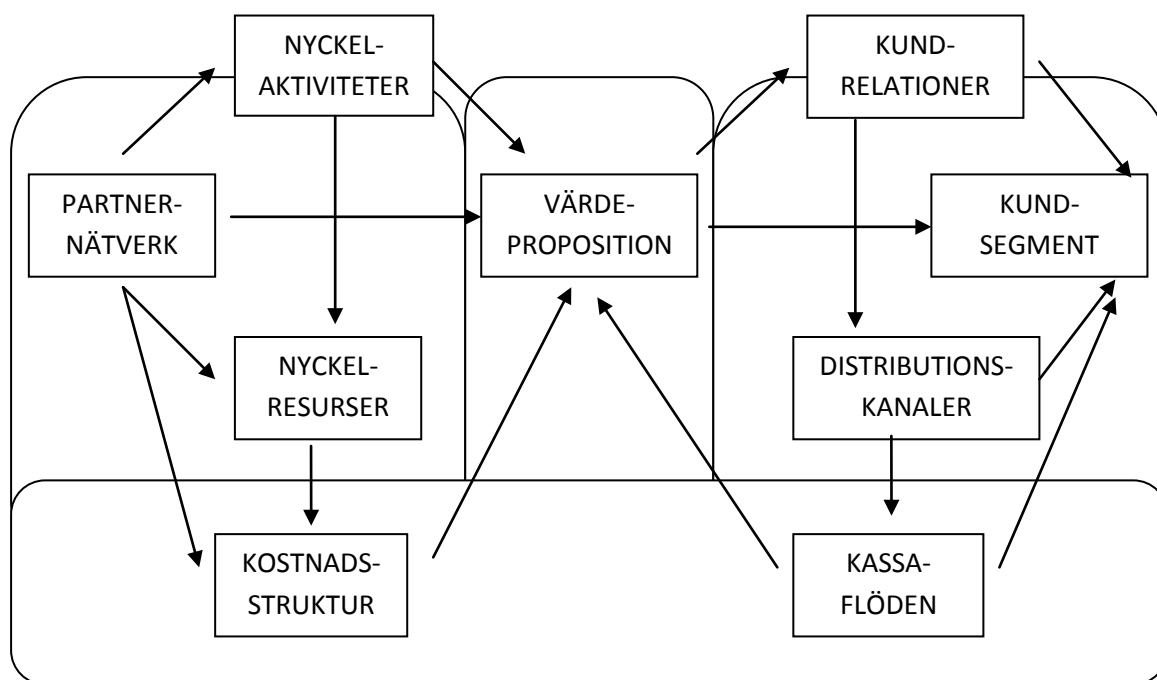 NYCKEL-
AKTIVITETER
KUND-
RELATIONER
PARTNER-
NÄTVERK
VÄRDE-
PROPOSITION
KUND-
SEGMENT
NYCKEL-
RESURSER
DISTRIBUTIONS-
KANALER
KOSTNADS-
STRUKTUR
KASSA-
FLÖDEN